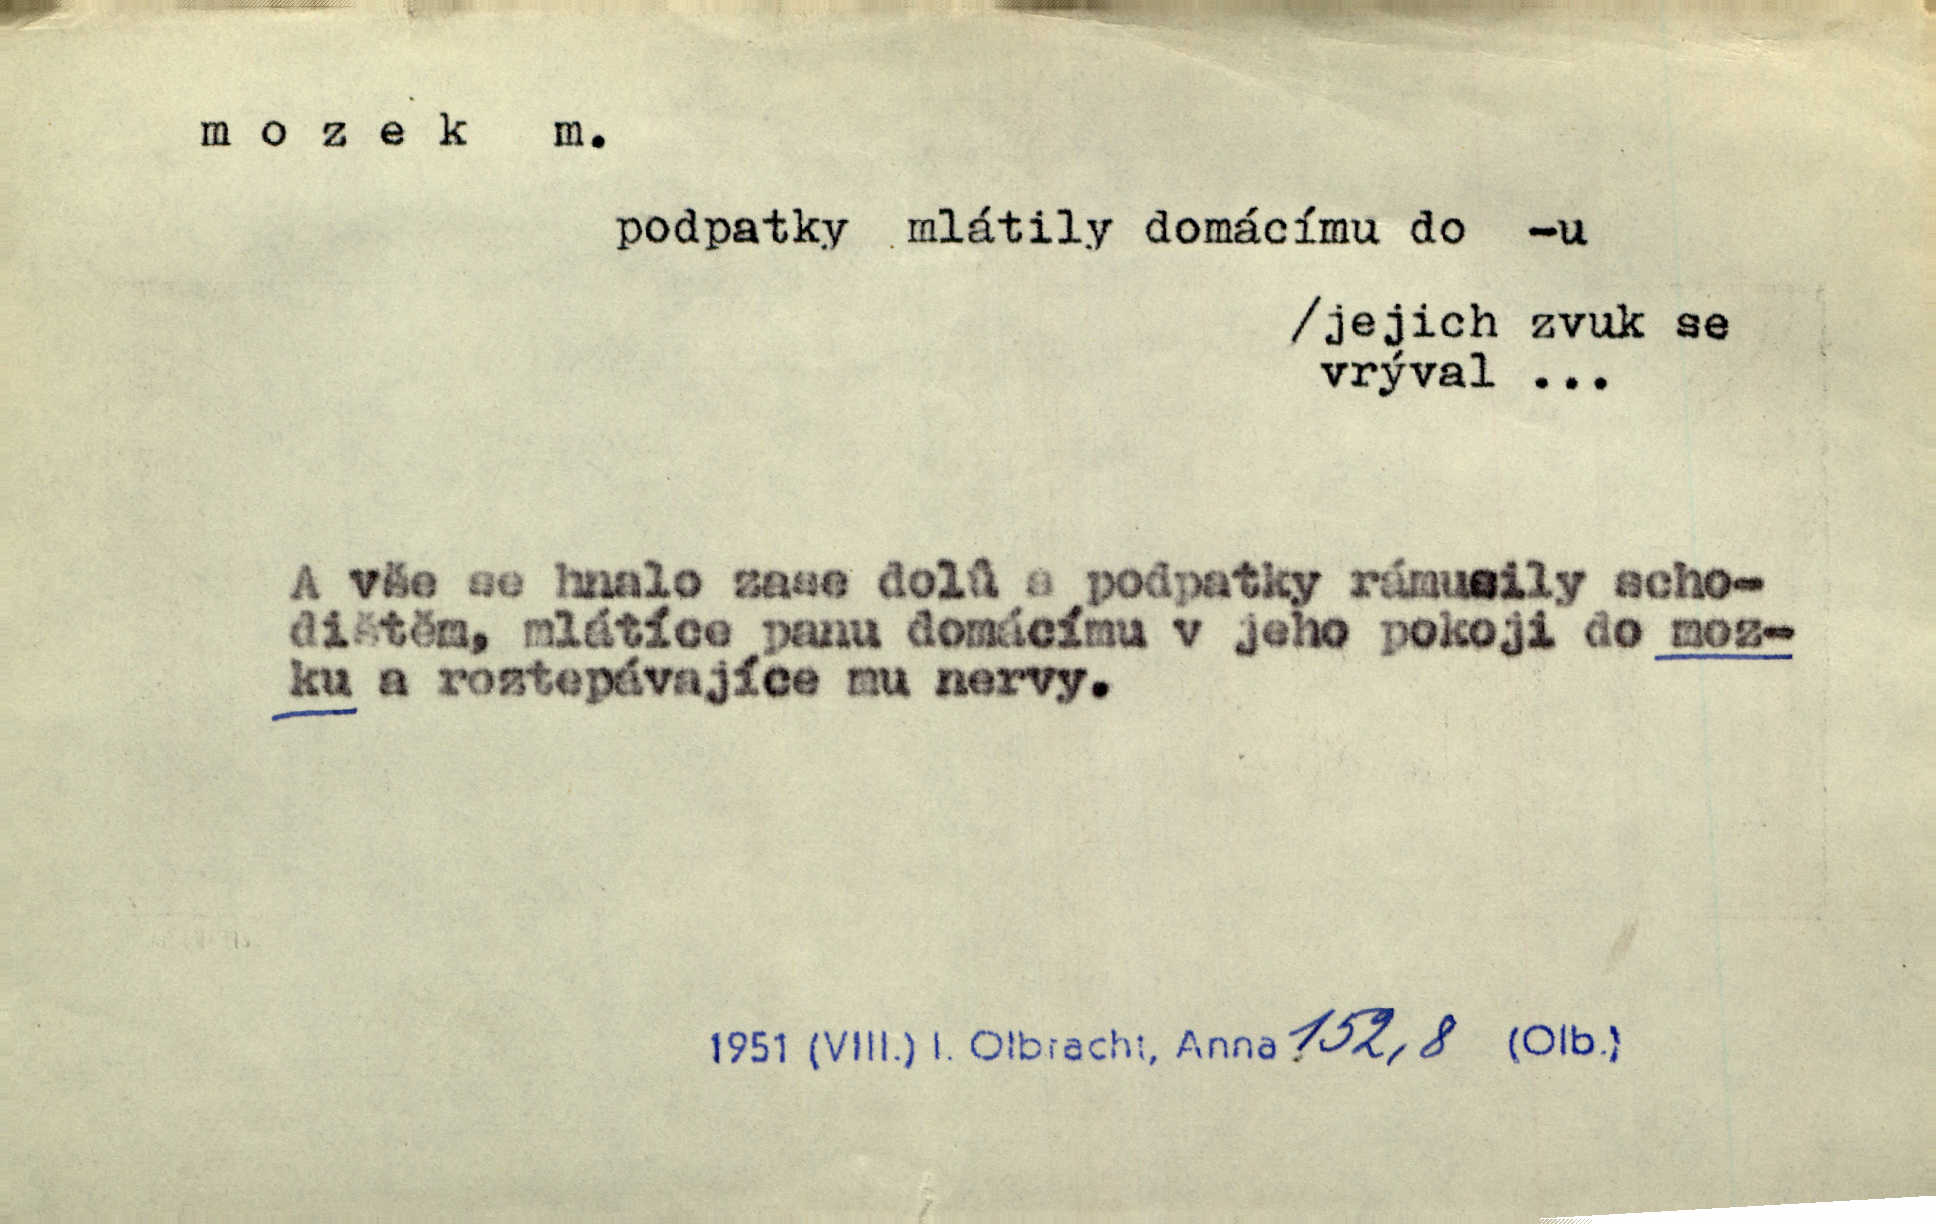 m o z e k m.
podpatky mlátily domácímu do -u
/jejich zvuk se
vrýval ...
A vše se hnalo zase dolů a podpatky rámusily scho-
dištěm, mlátíce panu domácímu v jeho pokoji do moz-
ku a roztepávajíce mu nervy.
1951 (VIII.) I. Olbracht, Anna 152,8 (Olb.)